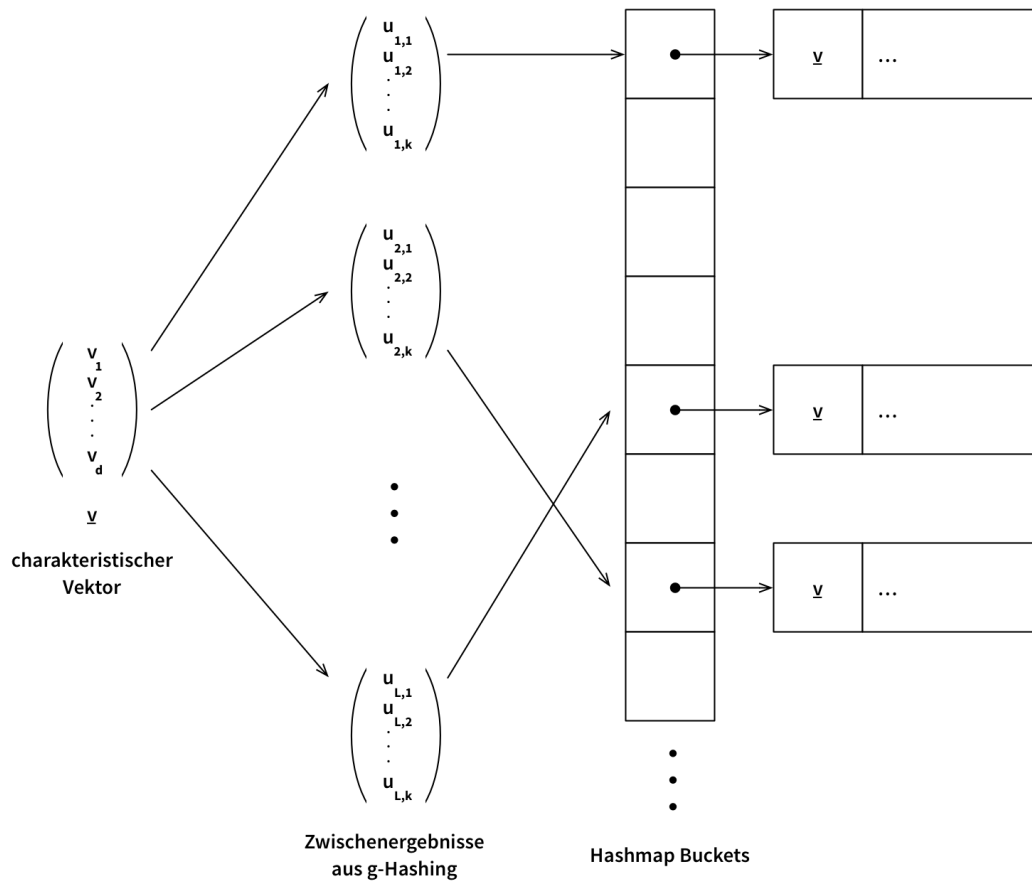 u1,1
u1,2
.
.
.
u1,k
v
...
u2,1
u2,2
.
.
.
u2,k
v1
v2
.
.
.
vd
v
charakteristischer
Vektor
v
...
v
...
uL,1
uL,2
.
.
.
uL,k
Zwischenergebnisse
aus g-Hashing
Hashmap Buckets